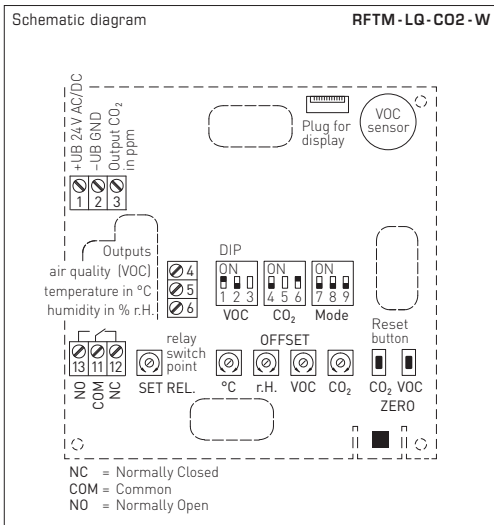 Schematic diagram
RFTM-LQ-CO2-W
+UB 24V AC/DC
−UB GND
Output CO₂
in ppm
1 2 3
Plug for
display
VOC
sensor
Outputs
air quality (VOC)
temperature in °C
humidity in % r.H.
4
5
6
DIP
ON ON ON
1 2 3 4 5 6 7 8 9
VOC CO₂ Mode
13 11 12
NO
COM
NC
relay
switch
point
SET REL.
OFFSET
°C r.H. VOC CO₂
Reset
button
CO₂ VOC
ZERO
NC = Normally Closed
COM = Common
NO = Normally Open